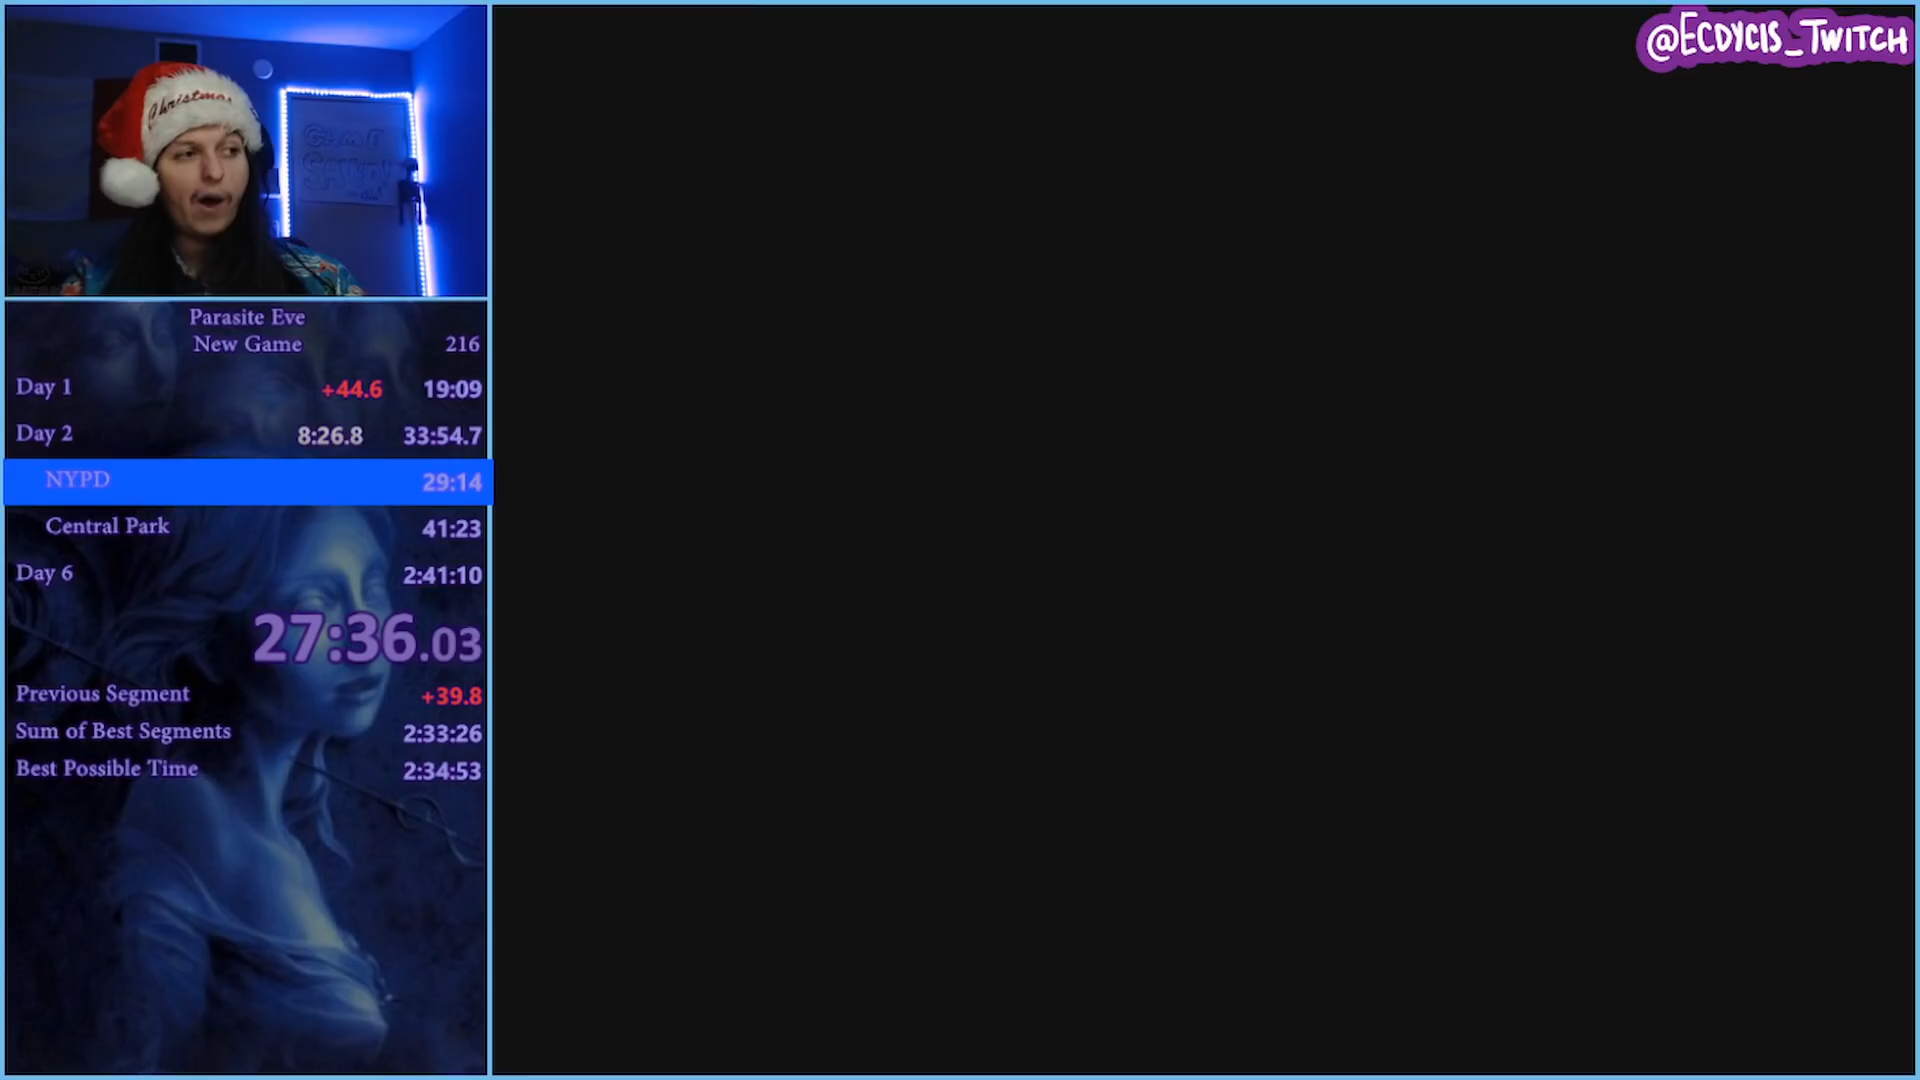 @Ecdycis_Twitch
Christmas
GAME
Parasite Eve
New Game 216
Day 1 +44.6 19:09
Day 2 8:26.8 33:54.7
NYPD 29:14
Central Park 41:23
Day 6 2:41:10
27:36.03
Previous Segment +39.8
Sum of Best Segments 2:33:26
Best Possible Time 2:34:53